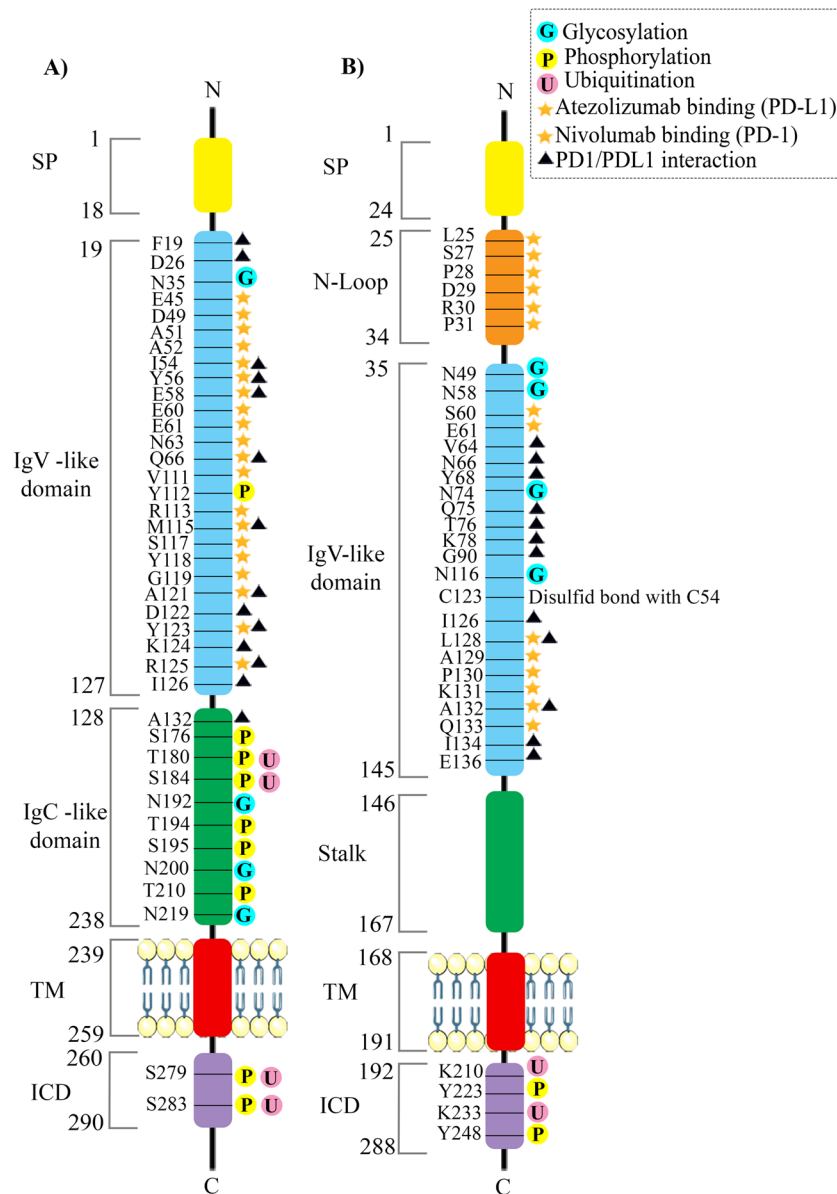 G Glycosylation
P Phosphorylation
U Ubiquitination
Atezolizumab binding (PD-L1)
Nivolumab binding (PD-1)
PD1/PDL1 interaction
A)
N
1
SP
18
19
F19
D26
N35 G
E45
D49
A51
A52
I54
Y56
E58
E60
E61
N63
Q66
IgV -like
domain
V111
Y112 P
R113
M115
S117
Y118
G119
A121
D122
Y123
K124
R125
I126
127
128
A132
S176 P
T180 P U
S184 P U
N192 G
IgC -like
domain
T194 P
S195 P
N200 G
T210 P
N219 G
238
239
TM
259
260
S279 P U
ICD
S283 P U
290
C
B)
N
1
SP
24
25
L25
S27
P28
N-Loop
D29
R30
P31
34
35
N49 G
N58 G
S60
E61
V64
N66
Y68
N74 G
Q75
T76
K78
G90
IgV-like
domain
N116 G
C123 Disulfid bond with C54
I126
L128
A129
P130
K131
A132
Q133
I134
E136
145
146
Stalk
167
168
TM
191
192
K210 U
Y223 P
ICD
K233 U
Y248 P
288
C